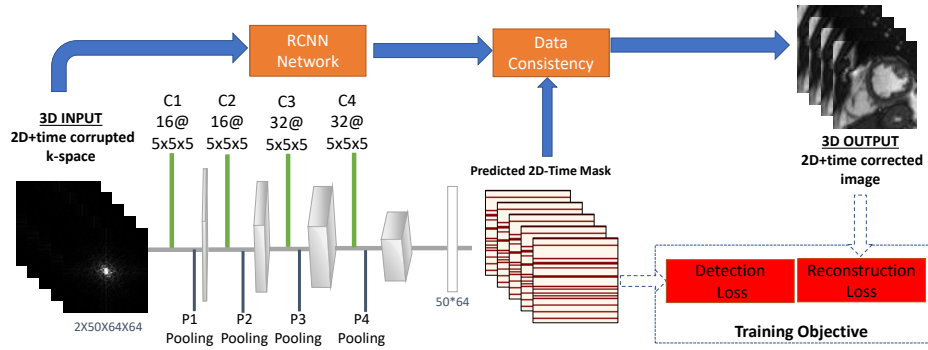 RCNN
Network
Data
Consistency
3D INPUT
2D+time corrupted
k-space
C1
16@
5x5x5
C2
16@
5x5x5
C3
32@
5x5x5
C4
32@
5x5x5
Predicted 2D-Time Mask
3D OUTPUT
2D+time corrected
image
2X50X64X64
P1
Pooling
P2
Pooling
P3
Pooling
P4
Pooling
50*64
Detection
Loss
Reconstruction
Loss
Training Objective